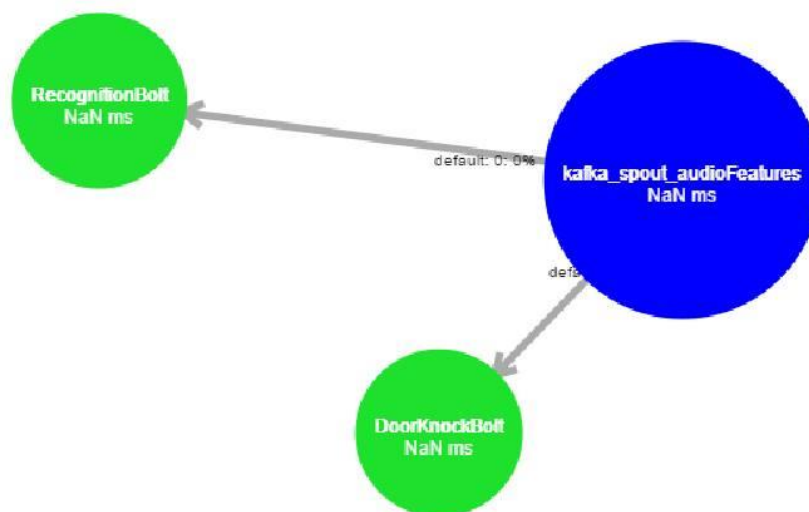 RecognitionBolt
NaN ms
default: 0: 0%
kafka_spout_audioFeatures
NaN ms
DoorKnockBolt
NaN ms